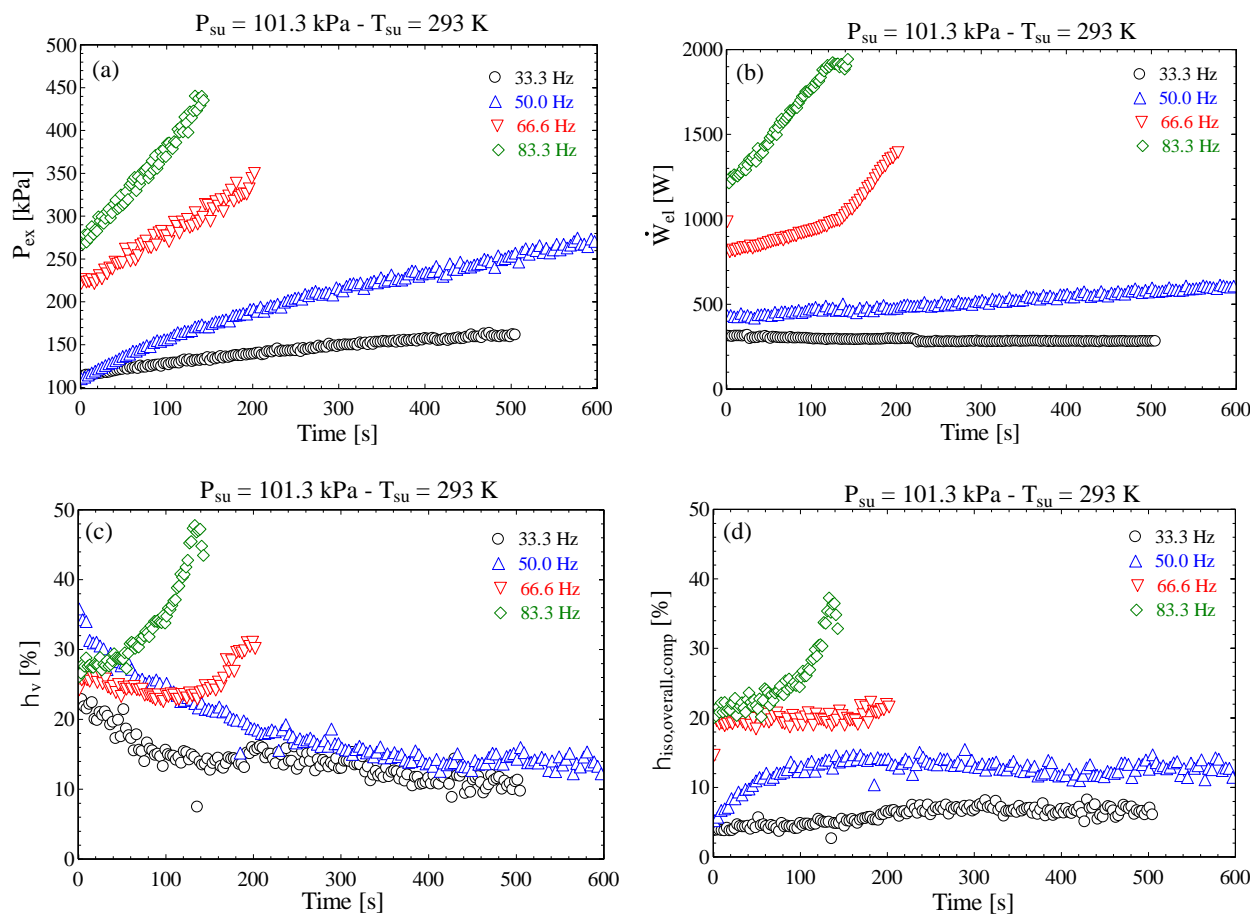 P_su = 101.3 kPa - T_su = 293 K
(a)
33.3 Hz
50.0 Hz
66.6 Hz
83.3 Hz
500
450
400
350
300
250
200
150
100
P_ex [kPa]
0 100 200 300 400 500 600
Time [s]
P_su = 101.3 kPa - T_su = 293 K
(b)
33.3 Hz
50.0 Hz
66.6 Hz
83.3 Hz
2000
1500
1000
500
0
Ẇ_el [W]
0 100 200 300 400 500 600
Time [s]
P_su = 101.3 kPa - T_su = 293 K
(c)
33.3 Hz
50.0 Hz
66.6 Hz
83.3 Hz
50
40
30
20
10
0
h_v [%]
0 100 200 300 400 500 600
Time [s]
P_su = 101.3 kPa - T_su = 293 K
(d)
33.3 Hz
50.0 Hz
66.6 Hz
83.3 Hz
50
40
30
20
10
0
h_iso,overall,comp [%]
0 100 200 300 400 500 600
Time [s]